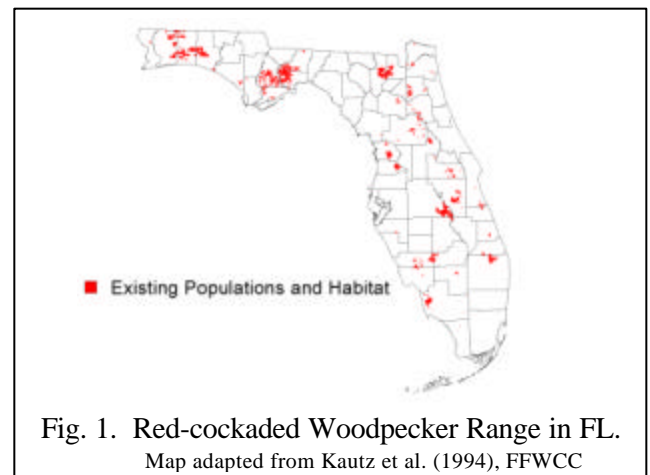 Existing Populations and Habitat
Fig. 1. Red-cockaded Woodpecker Range in FL.
Map adapted from Kautz et al. (1994), FFWCC